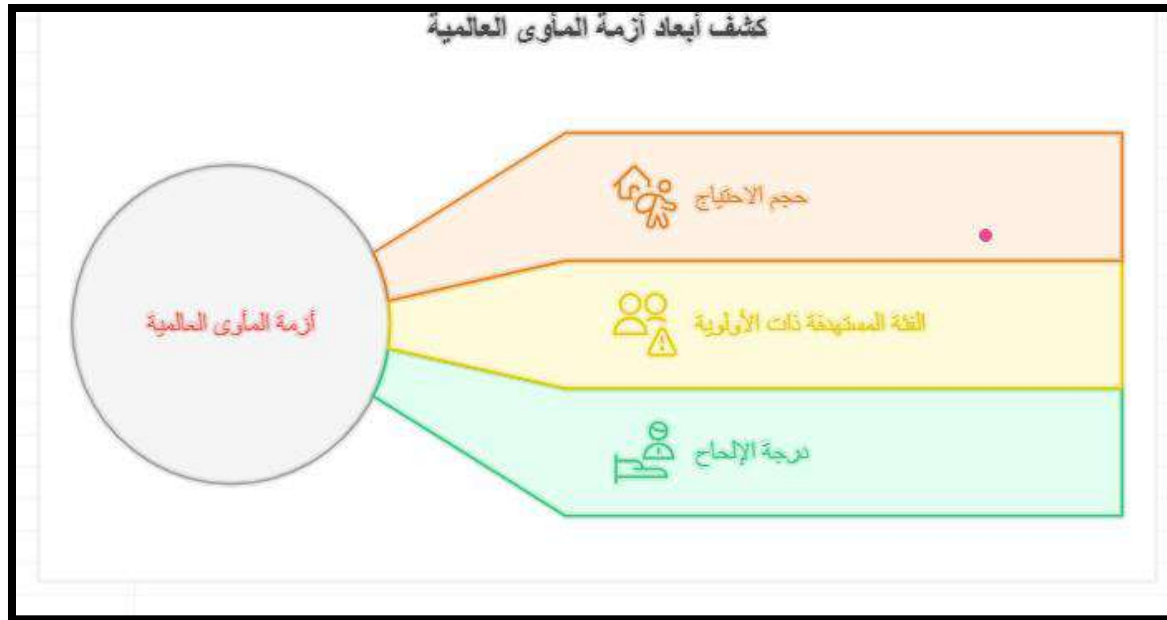 كشف أبعاد أزمة المأوى العالمية
حجم الاحتياج
أزمة المأوى العالمية
الفئة المستهدفة ذات الأولوية
درجة الإلحاح